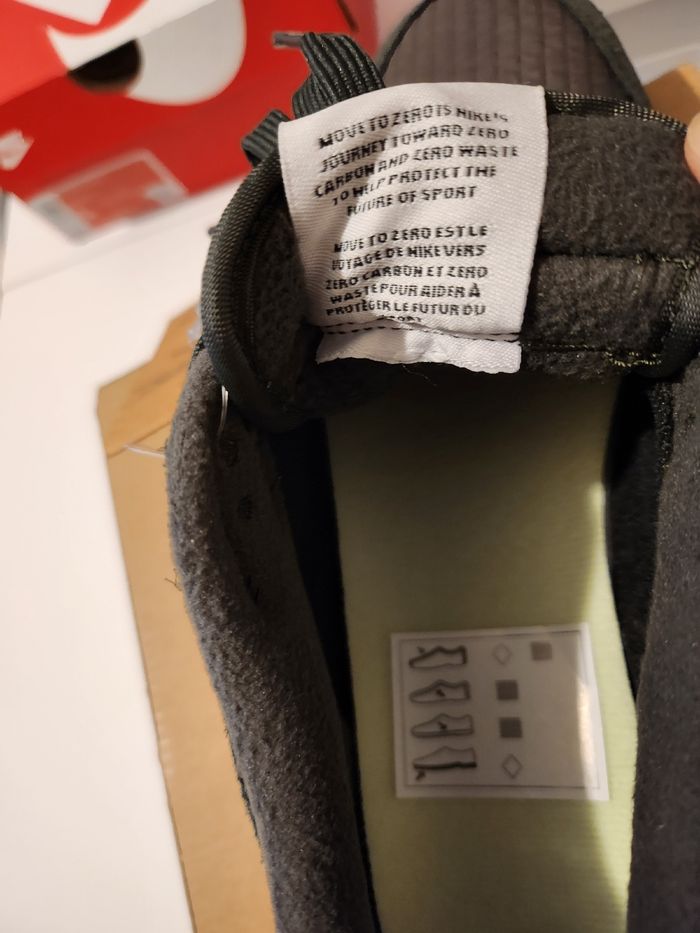 MOVE TO ZERO IS NIKE'S
JOURNEY TOWARD ZERO
CARBON AND ZERO WASTE
TO HELP PROTECT THE
FUTURE OF SPORT
MOVE TO ZERO EST LE
VOYAGE DE NIKE VERS
ZERO CARBON ET ZERO
WASTE POUR AIDER À
PROTÉGER LE FUTUR DU
SPORT